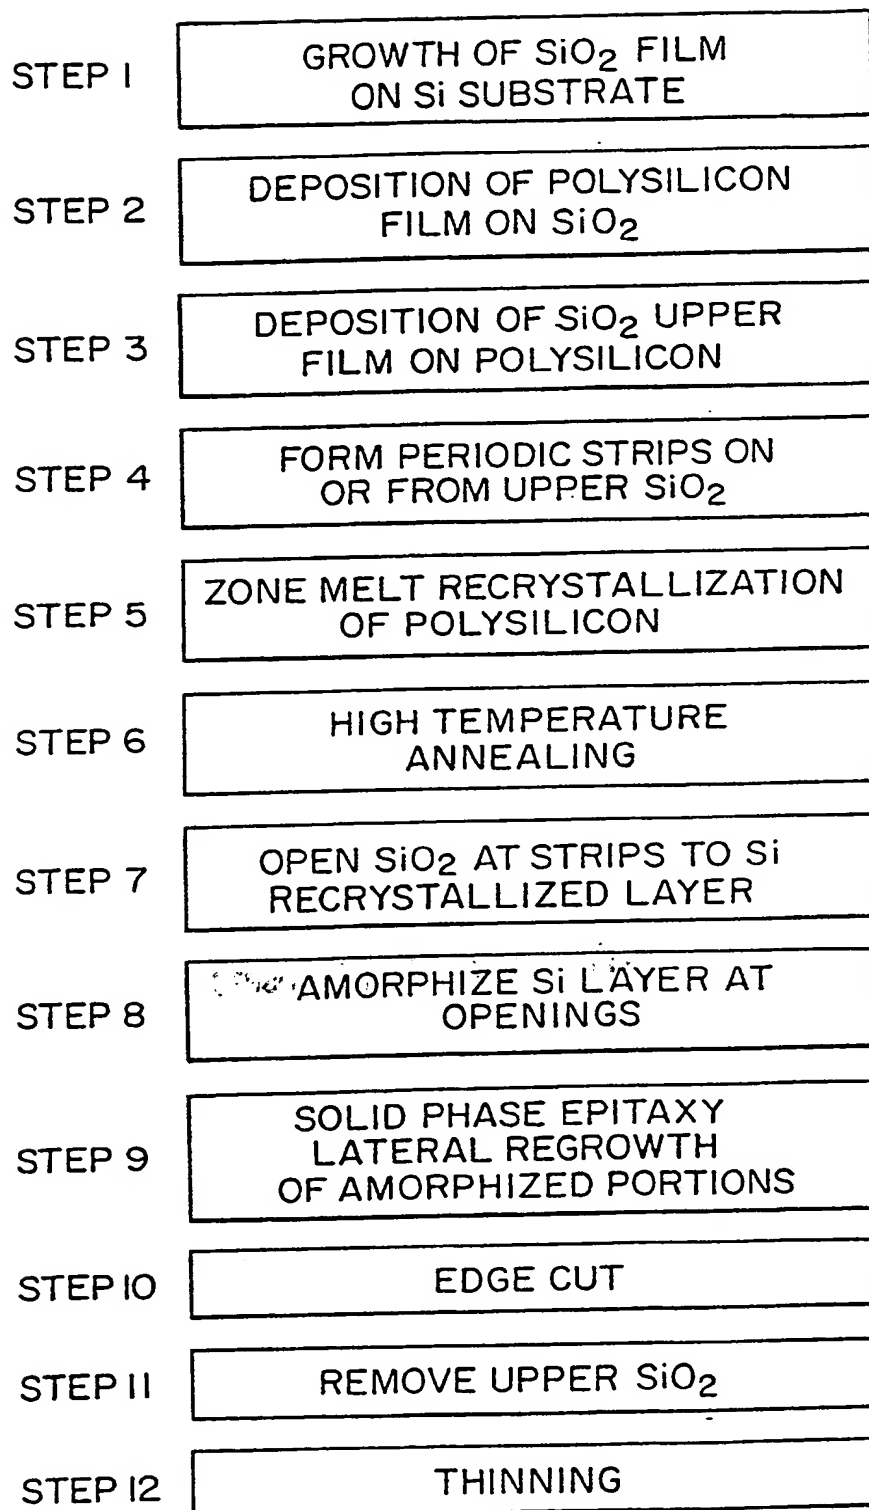 STEP 1
GROWTH OF SiO2 FILM
ON Si SUBSTRATE
STEP 2
DEPOSITION OF POLYSILICON
FILM ON SiO2
STEP 3
DEPOSITION OF SiO2 UPPER
FILM ON POLYSILICON
STEP 4
FORM PERIODIC STRIPS ON
OR FROM UPPER SiO2
STEP 5
ZONE MELT RECRYSTALLIZATION
OF POLYSILICON
STEP 6
HIGH TEMPERATURE
ANNEALING
STEP 7
OPEN SiO2 AT STRIPS TO Si
RECRYSTALLIZED LAYER
STEP 8
AMORPHIZE Si LAYER AT
OPENINGS
STEP 9
SOLID PHASE EPITAXY
LATERAL REGROWTH
OF AMORPHIZED PORTIONS
STEP 10
EDGE CUT
STEP 11
REMOVE UPPER SiO2
STEP 12
THINNING